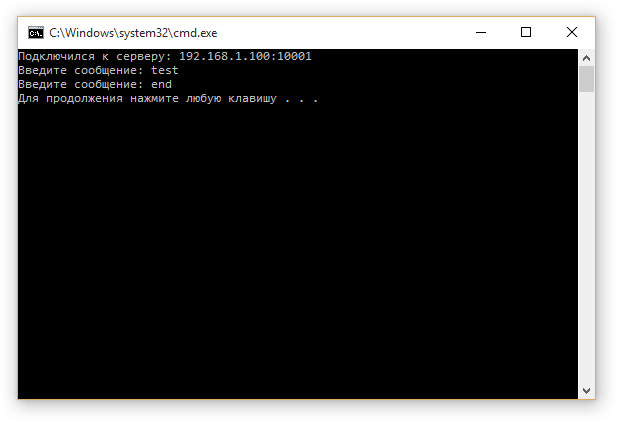 C:\Windows\system32\cmd.exe
Подключился к серверу: 192.168.1.100:10001
Введите сообщение: test
Введите сообщение: end
Для продолжения нажмите любую клавишу . . .